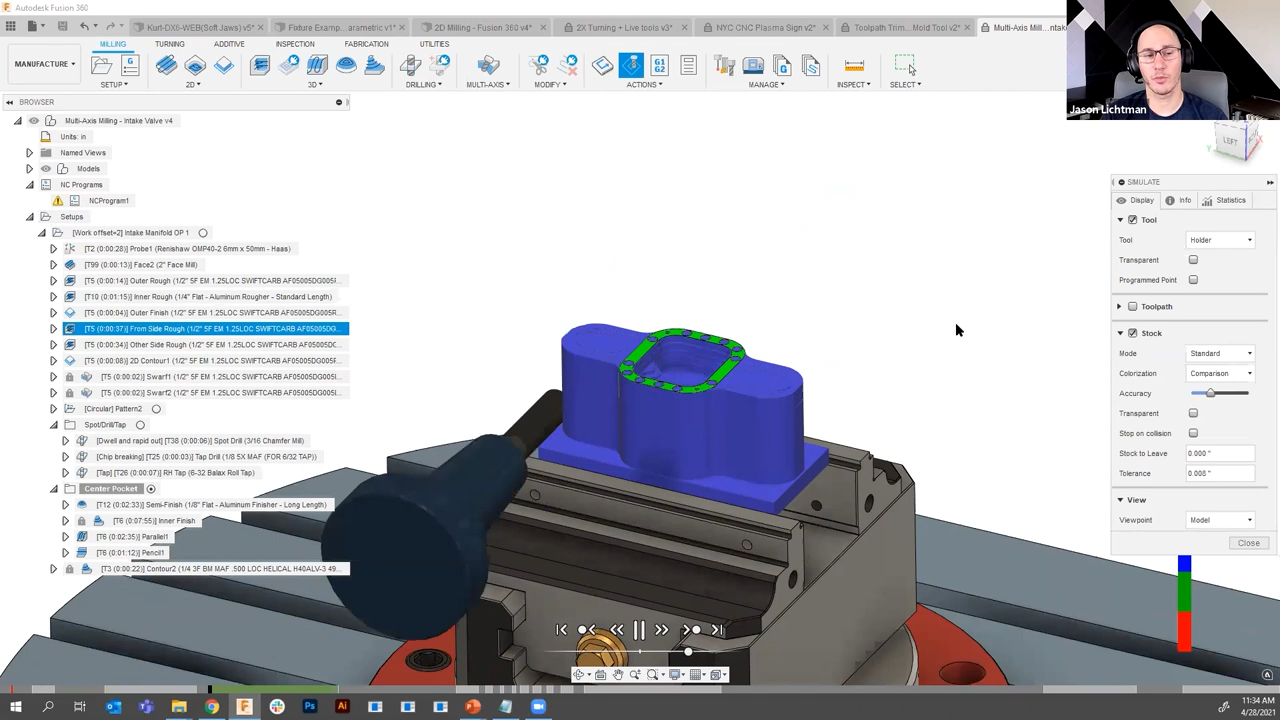 Autodesk Fusion 360
Kurt-DX6-WEB(Soft Jaws) v5*
Fixture Examp...arametric v1*
2D Milling - Fusion 360 v4*
2X Turning + Live tools v3*
NYC CNC Plasma Sign v2*
Toolpath Trim...Mold Tool v2*
Multi-Axis Mill...ntak
MILLING TURNING ADDITIVE INSPECTION FABRICATION UTILITIES
MANUFACTURE
SETUP 2D 3D DRILLING MULTI-AXIS MODIFY ACTIONS MANAGE INSPECT SELECT
G1
G2
Jason Lichtman
LEFT
BROWSER
Multi-Axis Milling - Intake Valve v4
Units: in
Named Views
Models
NC Programs
NCProgram1
Setups
[Work offset=2] Intake Manifold OP 1
[T2 (0:00:28)] Probe1 (Renishaw OMP40-2 6mm x 50mm - Haas)
[T99 (0:00:13)] Face2 (2" Face Mill)
[T5 (0:00:14)] Outer Rough (1/2" 5F EM 1.25LOC SWIFTCARB AF05005DG005R...
[T10 (0:01:15)] Inner Rough (1/4" Flat - Aluminum Rougher - Standard Length)
[T5 (0:00:12)] Outer Finish (1/2" 5F EM 1.25LOC SWIFTCARB AF05005DG005R...
[T5 (0:00:37)] From Side Rough (1/2" 5F EM 1.25LOC SWIFTCARB AF05005DG...
[T5 (0:00:34)] Other Side Rough (1/2" 5F EM 1.25LOC SWIFTCARB AF05005DG...
[T5 (0:00:08)] 2D Contour1 (1/2" 5F EM 1.25LOC SWIFTCARB AF05005DG005R...
[T5 (0:00:02)] Swarf1 (1/2" 5F EM 1.25LOC SWIFTCARB AF05005DG005R...
[T5 (0:00:02)] Swarf2 (1/2" 5F EM 1.25LOC SWIFTCARB AF05005DG005R...
[Circular] Pattern2
Spot/Drill/Tap
[Dwell and rapid out] [T38 (0:00:06)] Spot Drill (3/16 Chamfer Mill)
[Chip breaking] [T25 (0:00:03)] Tap Drill (1/8 5X MAF (FOR 6/32 TAP))
[Tap] [T26 (0:00:07)] RH Tap (6-32 Balax Roll Tap)
Center Pocket
[T12 (0:02:33)] Semi-Finish (1/8" Flat - Aluminum Finisher - Long Length)
[T6 (0:07:55)] Inner Finish
[T6 (0:02:35)] Parallel1
[T6 (0:01:12)] Pencil1
[T3 (0:00:22)] Contour2 (1/4 3F BM MAF .500 LOC HELICAL H40ALV-3 49...
SIMULATE
Display Info Statistics
Tool
Tool Holder
Transparent
Programmed Point
Toolpath
Stock
Mode Standard
Colorization Comparison
Accuracy
Transparent
Stop on collision
Stock to Leave 0.000 "
Tolerance 0.008 "
View
Viewpoint Model
Close
11:34 AM
4/28/2021